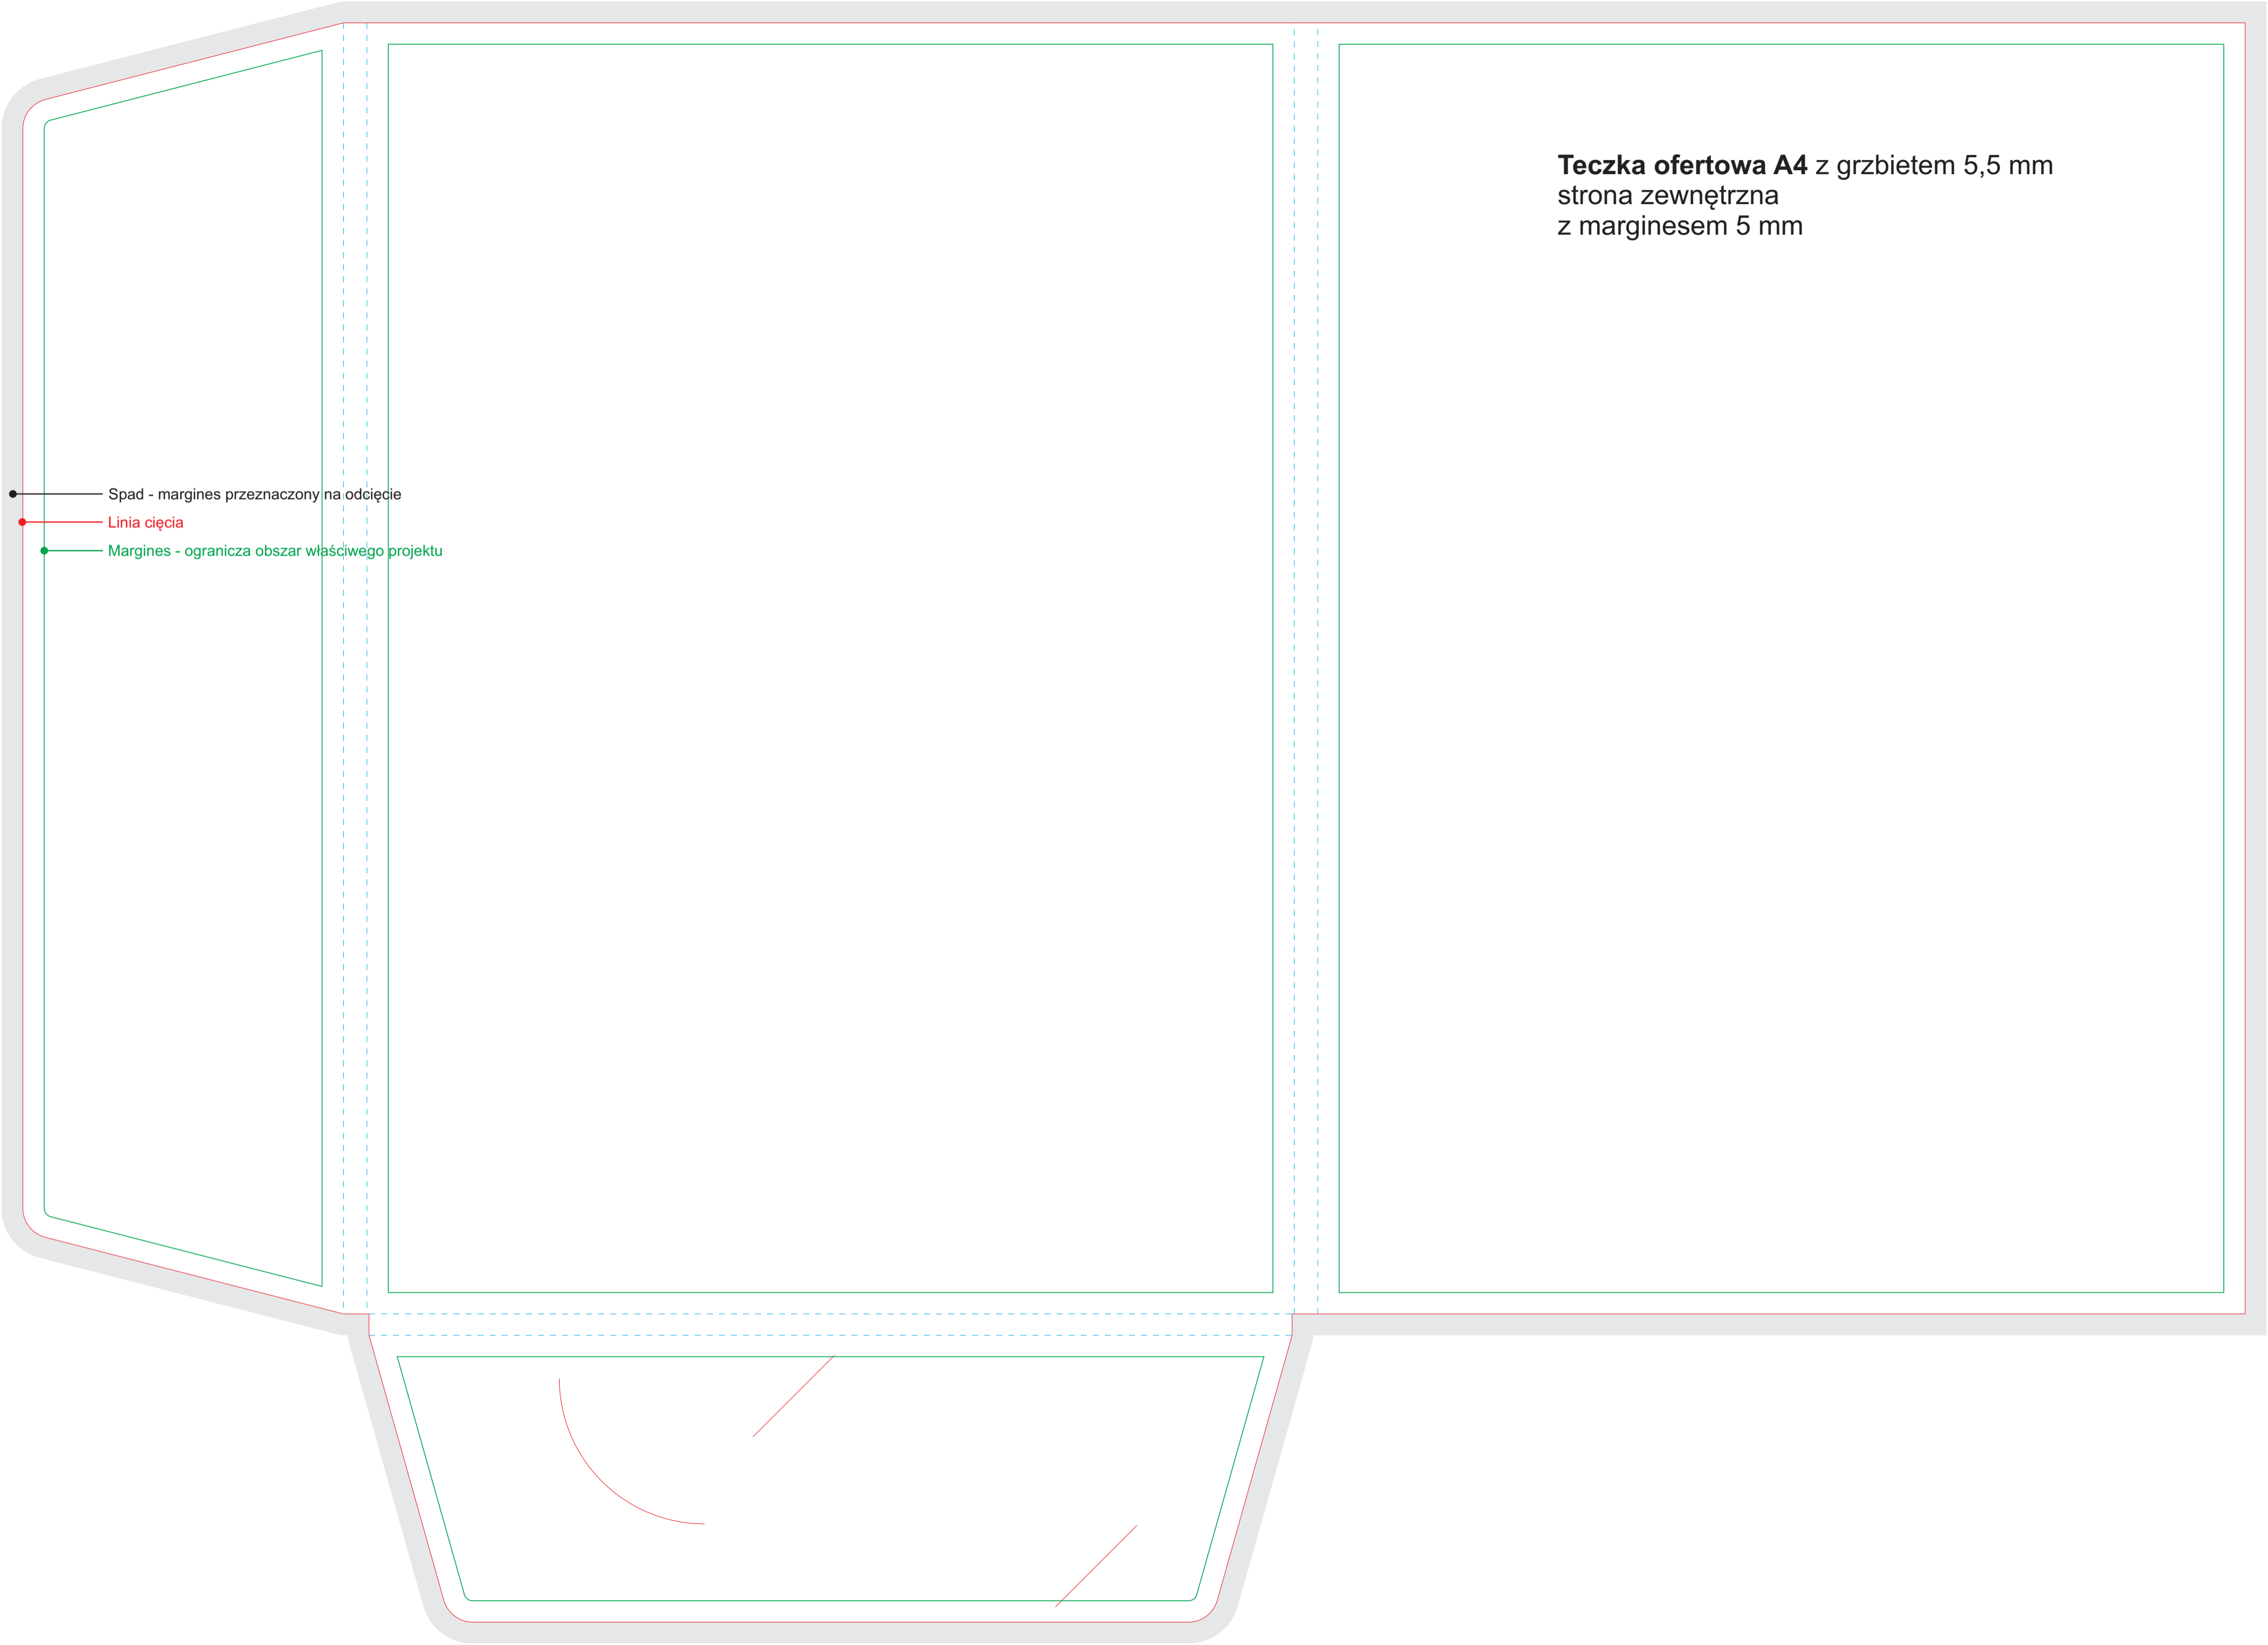 Teczka ofertowa A4 z grzbietem 5,5 mm
strona zewnętrzna
z marginesem 5 mm
Spad - margines przeznaczony na odcięcie
Linia cięcia
Margines - ogranicza obszar właściwego projektu